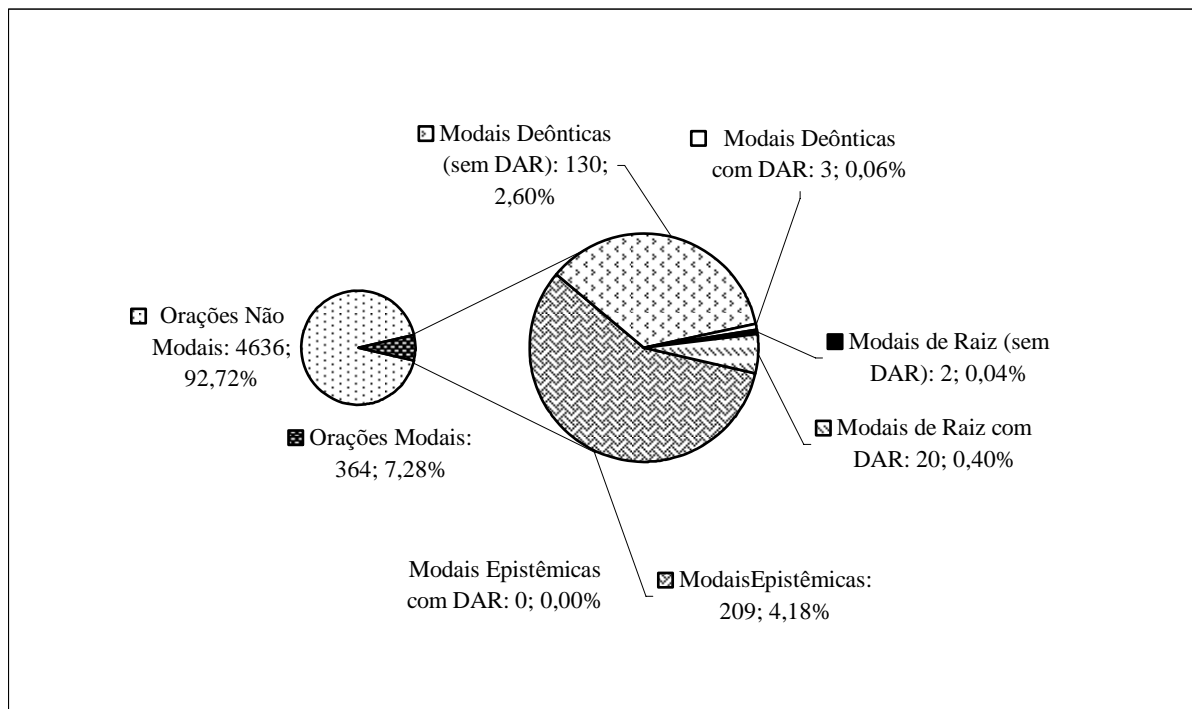 Modais Deônticas
(sem DAR): 130;
2,60%
Modais Deônticas
com DAR: 3; 0,06%
Orações Não
Modais: 4636;
92,72%
Modais de Raiz (sem
DAR): 2; 0,04%
Orações Modais:
364; 7,28%
Modais de Raiz com
DAR: 20; 0,40%
Modais Epistêmicas
com DAR: 0; 0,00%
ModaisEpistêmicas:
209; 4,18%